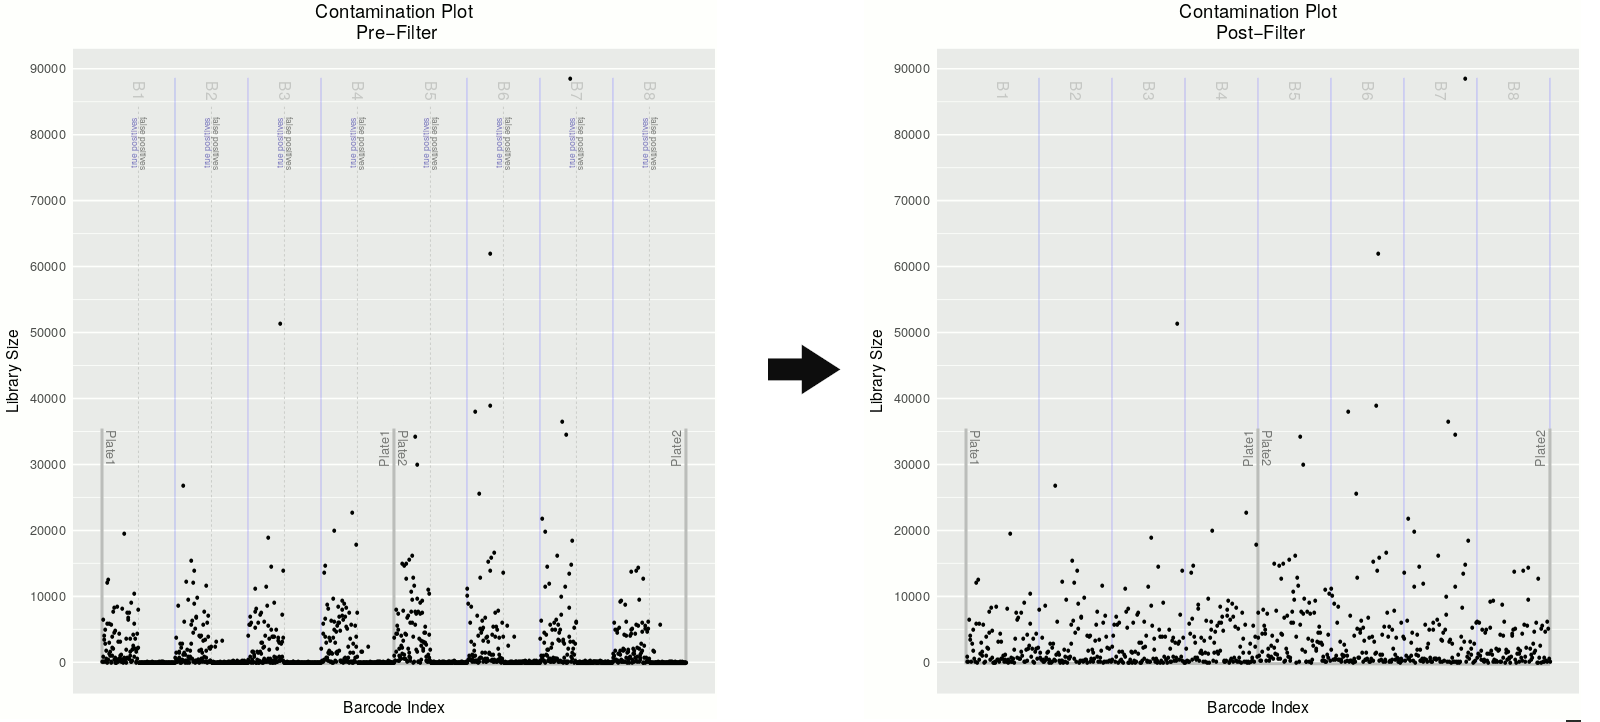 Contamination Plot
Pre−Filter
Library Size
90000
80000
70000
60000
50000
40000
30000
20000
10000
0
B1
B2
B3
B4
B5
B6
B7
B8
true positives
false positives
true positives
false positives
true positives
false positives
true positives
false positives
true positives
false positives
true positives
false positives
true positives
false positives
true positives
false positives
Plate1
Plate1
Plate2
Plate2
Barcode Index
Contamination Plot
Post−Filter
Library Size
90000
80000
70000
60000
50000
40000
30000
20000
10000
0
B1
B2
B3
B4
B5
B6
B7
B8
Plate1
Plate1
Plate2
Plate2
Barcode Index